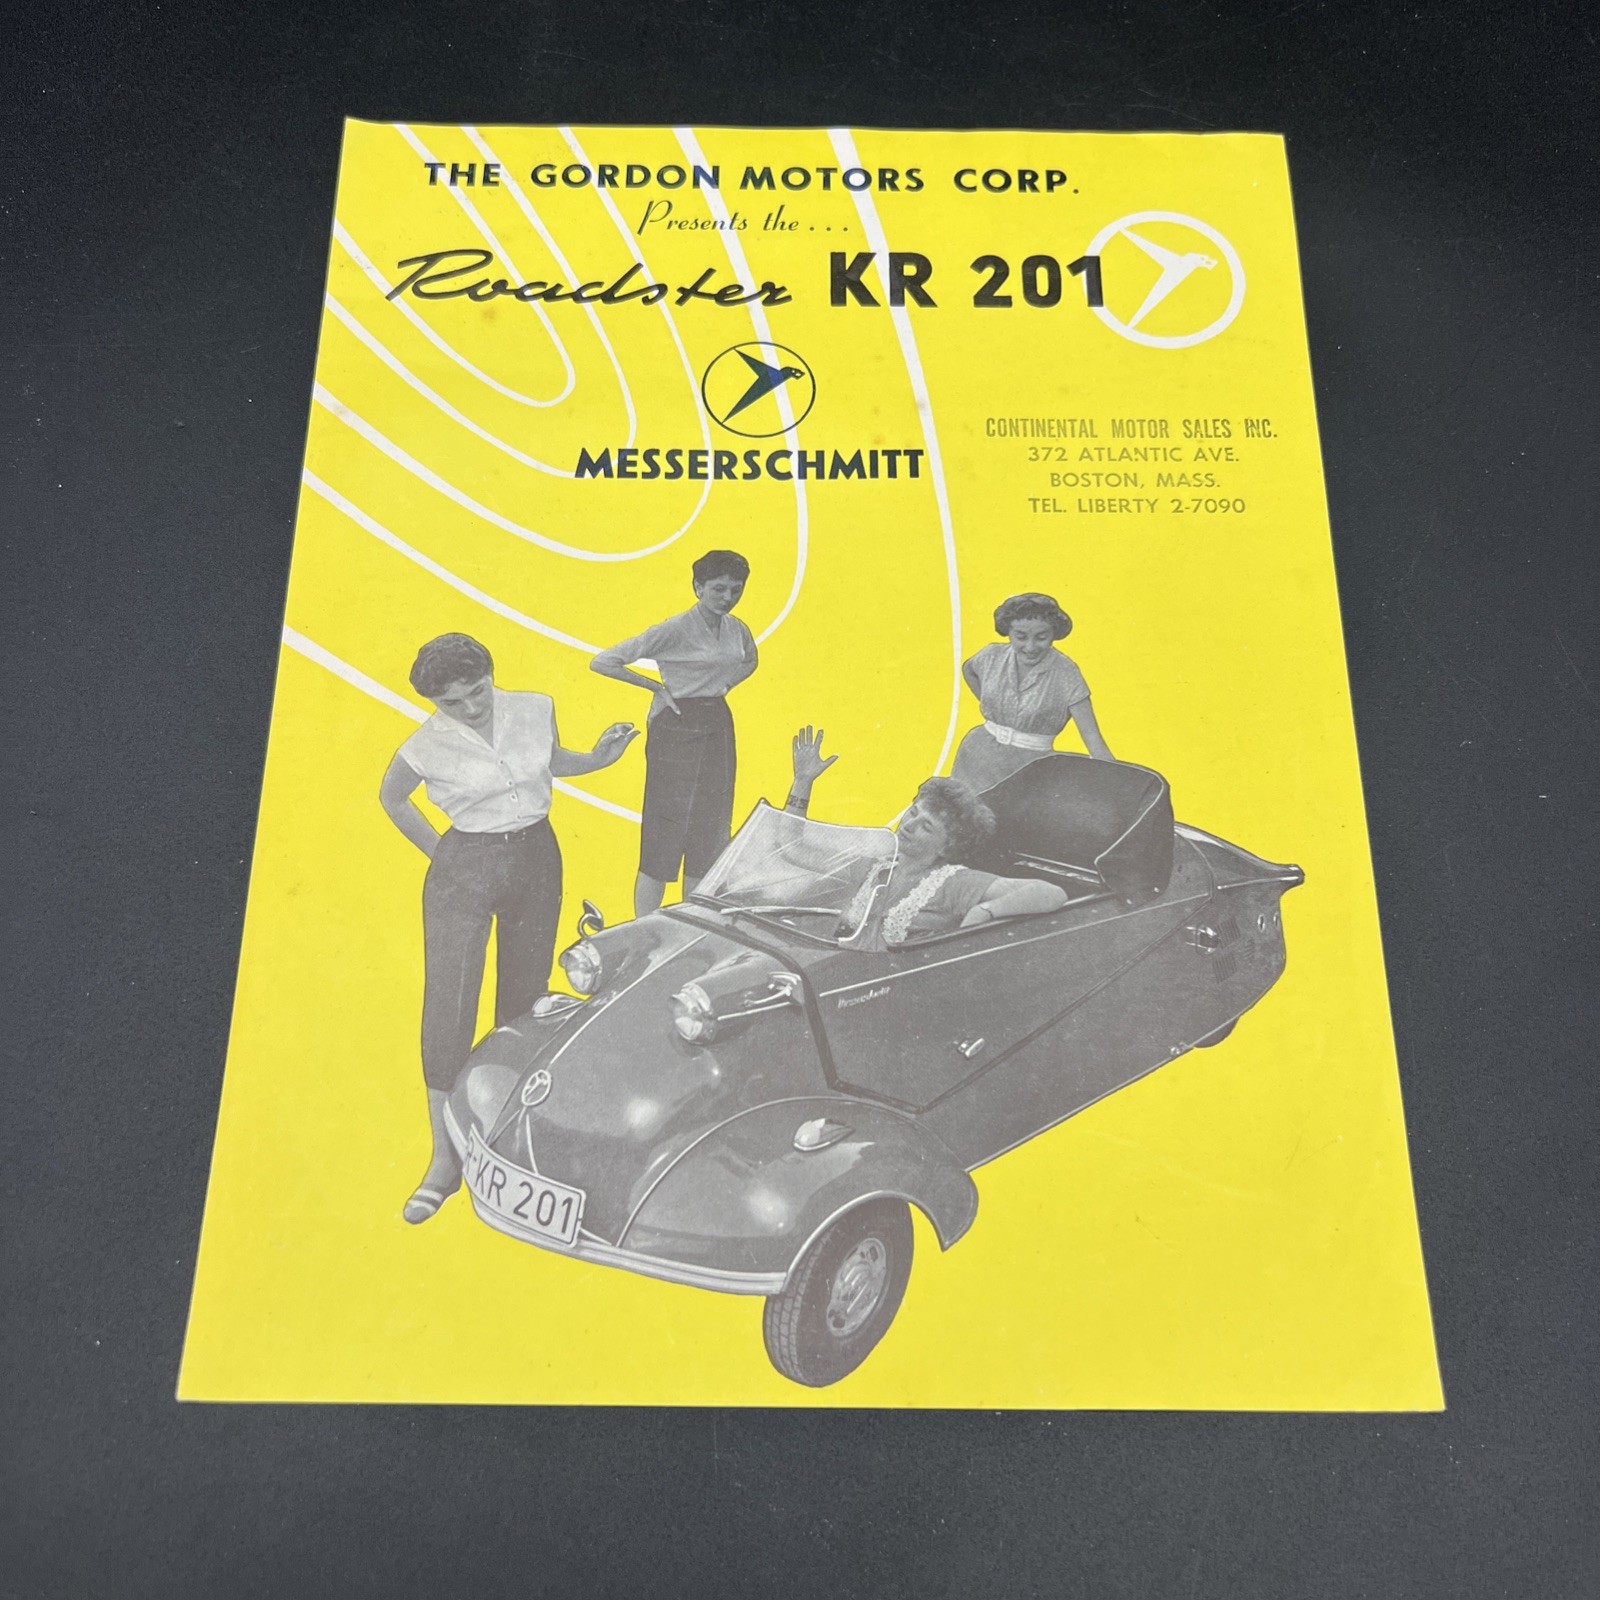 THE GORDON MOTORS CORP.
Presents the...
Roadster KR 201
MESSERSCHMITT
CONTINENTAL MOTOR SALES INC.
372 ATLANTIC AVE.
BOSTON, MASS.
TEL. LIBERTY 2-7090
Messerschmitt
R-KR 201